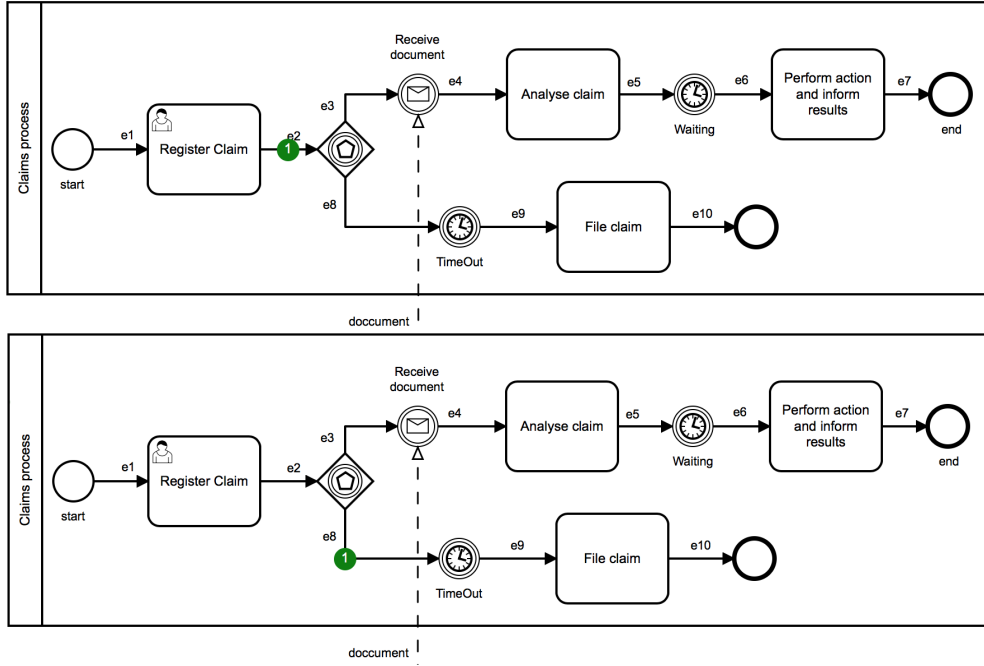 Claims process
Receive
document
e3
e4
Analyse claim
e5
Waiting
e6
Perform action
and inform
results
e7
end
start
e1
Register Claim
e2
1
e8
TimeOut
e9
File claim
e10
doccument
Claims process
Receive
document
e3
e4
Analyse claim
e5
Waiting
e6
Perform action
and inform
results
e7
end
start
e1
Register Claim
e2
e8
1
TimeOut
e9
File claim
e10
doccument